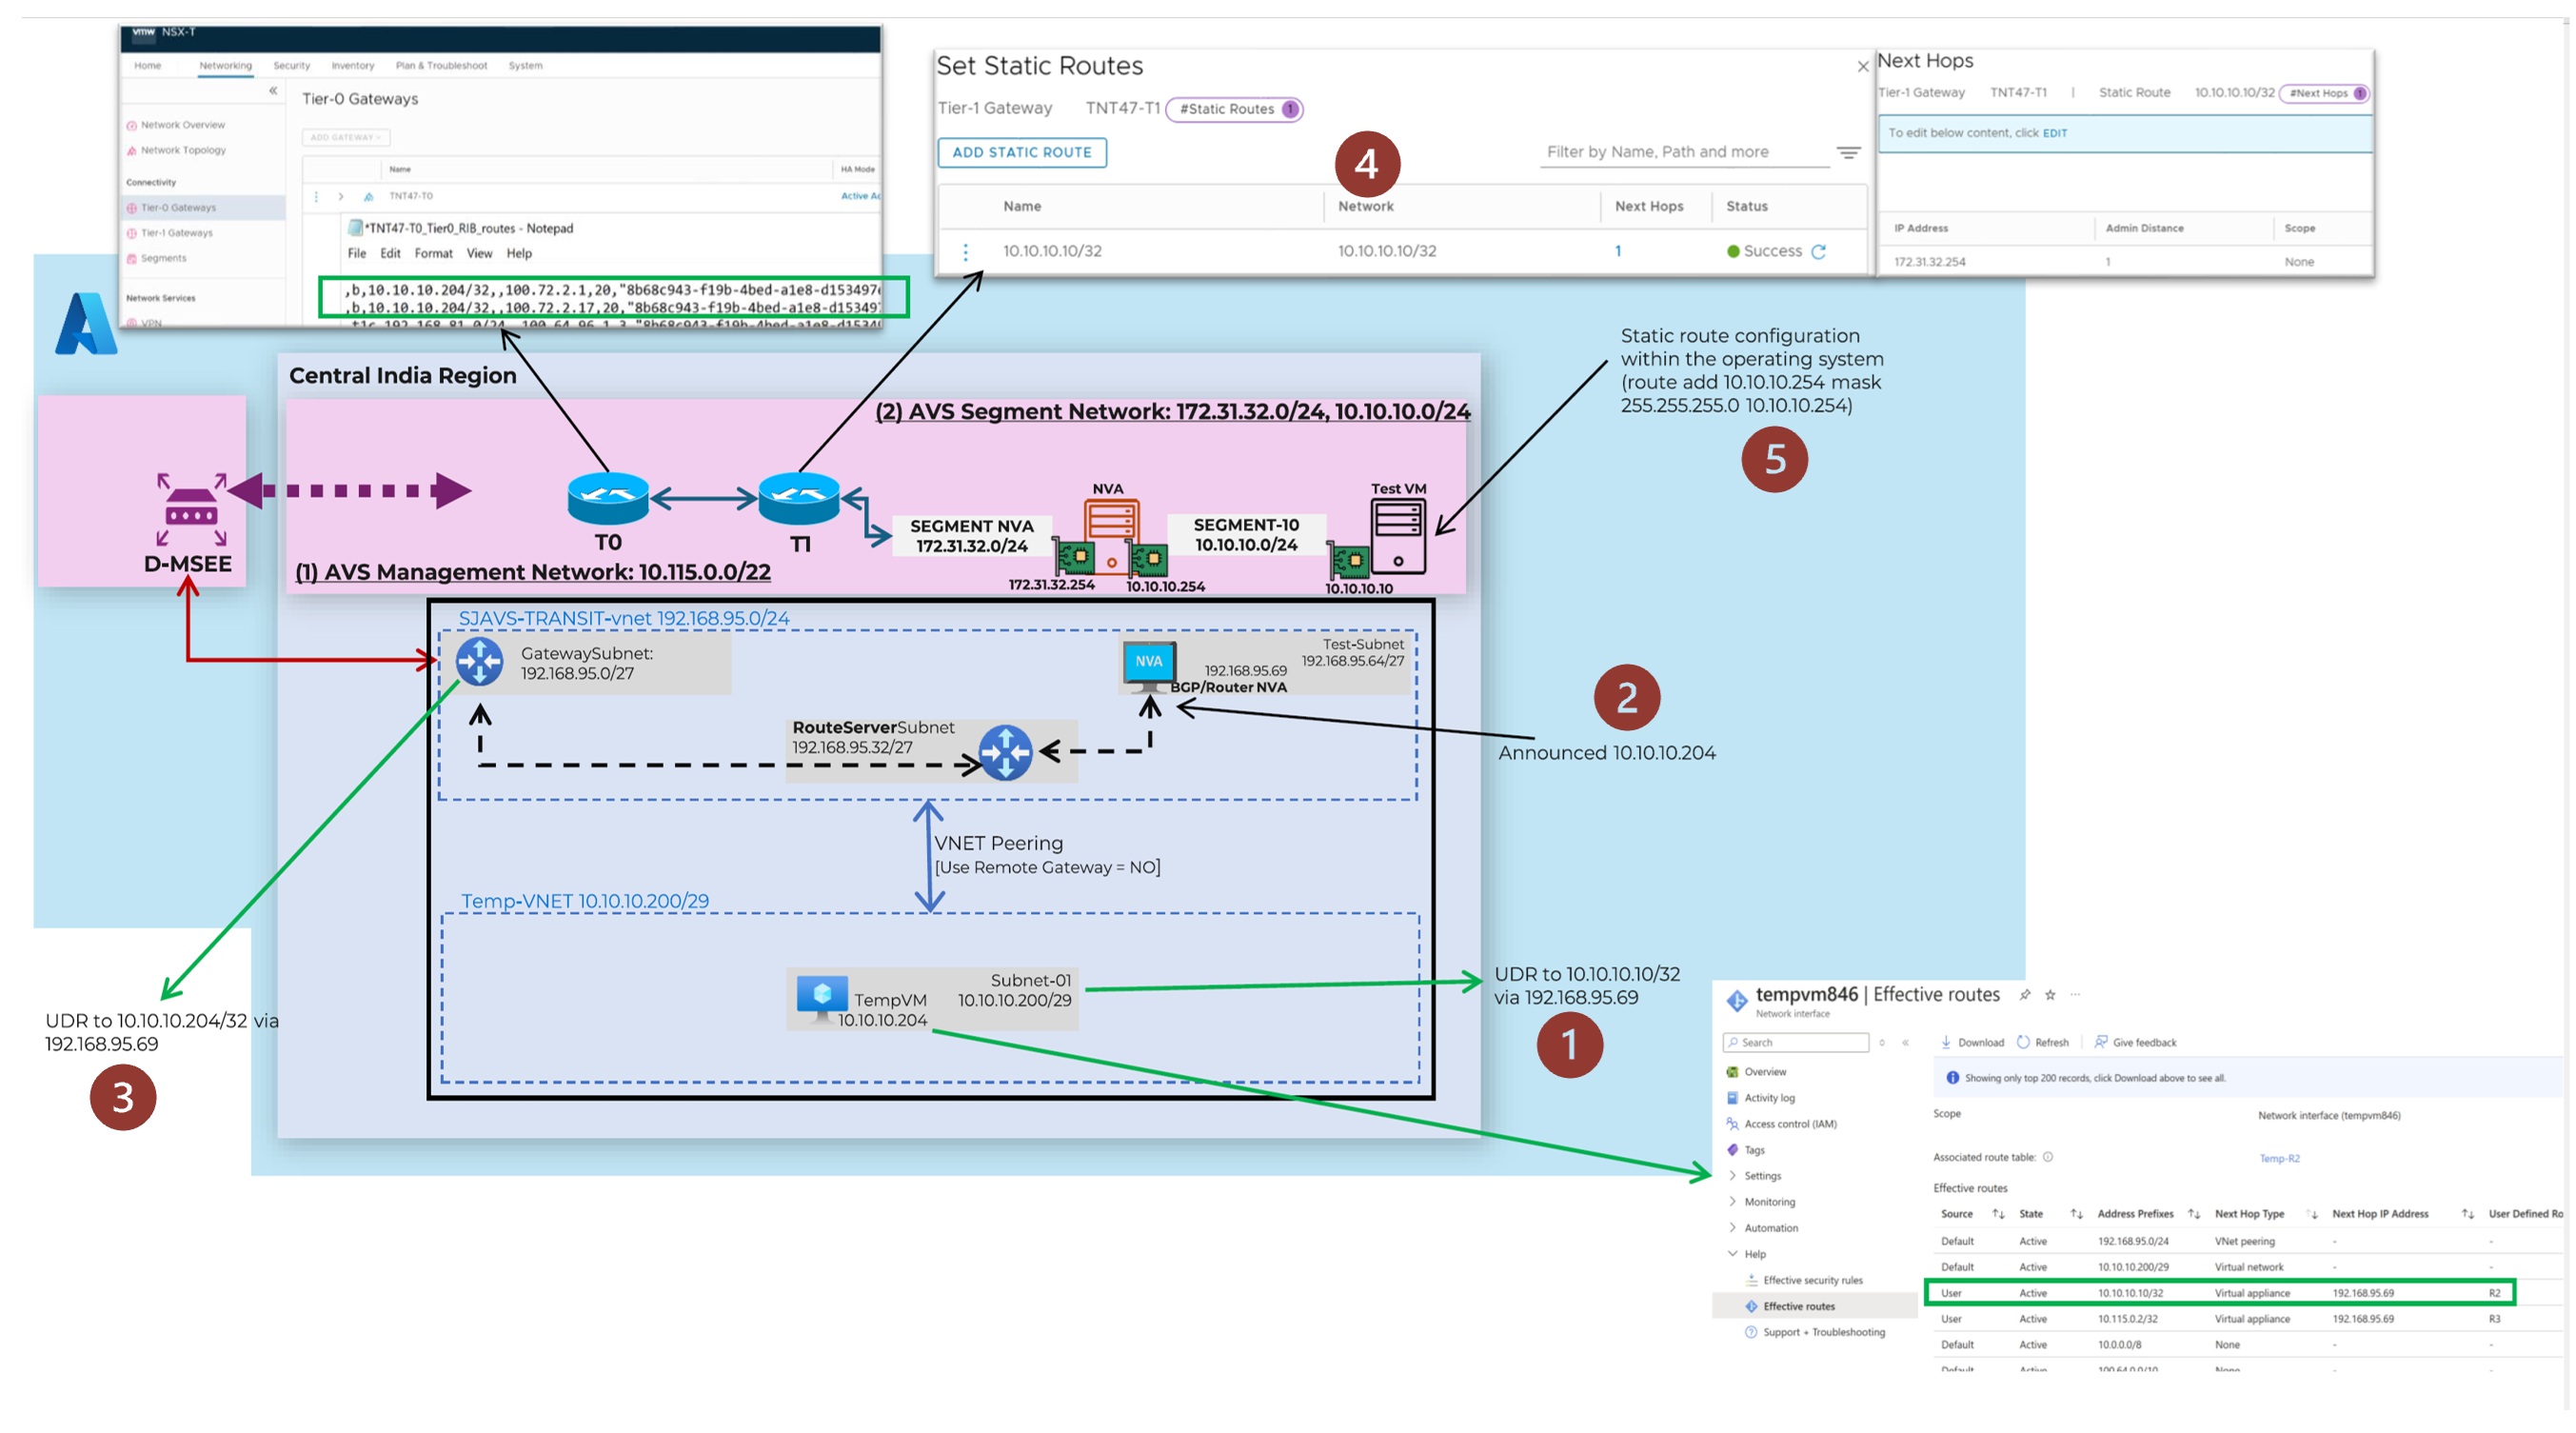 vmw NSX-T
Home Networking Security Inventory Plan & Troubleshoot System
Network Overview
Network Topology
Connectivity
Tier-0 Gateways
Tier-1 Gateways
Segments
Network Services
VPN
Tier-0 Gateways
ADD GATEWAY
Name HA Mode
TNT47-T0 Active Ac
*TNT47-T0_Tier0_RIB_routes - Notepad
File Edit Format View Help
,b,10.10.10.204/32,,100.72.2.1,20,"8b68c943-f19b-4bed-a1e8-d153497
,b,10.10.10.204/32,,100.72.2.17,20,"8b68c943-f19b-4bed-a1e8-d15349
t1c,192.168.81.0/24,,100.64.96.1,3,"8b68c943-f19b-4bed-a1e8-d1534
Set Static Routes
Tier-1 Gateway TNT47-T1 #Static Routes 1
ADD STATIC ROUTE
Filter by Name, Path and more
4
Name Network Next Hops Status
10.10.10.10/32 10.10.10.10/32 1 Success
Next Hops
Tier-1 Gateway TNT47-T1 | Static Route 10.10.10.10/32 #Next Hops 1
To edit below content, click EDIT
IP Address Admin Distance Scope
172.31.32.254 1 None
Static route configuration
within the operating system
(route add 10.10.10.254 mask
255.255.255.0 10.10.10.254)
5
Central India Region
(2) AVS Segment Network: 172.31.32.0/24, 10.10.10.0/24
D-MSEE
T0
T1
SEGMENT NVA
172.31.32.0/24
NVA
172.31.32.254
10.10.10.254
SEGMENT-10
10.10.10.0/24
Test VM
10.10.10.10
(1) AVS Management Network: 10.115.0.0/22
SJAVS-TRANSIT-vnet 192.168.95.0/24
GatewaySubnet:
192.168.95.0/27
NVA
Test-Subnet
192.168.95.64/27
192.168.95.69
BGP/Router NVA
RouteServerSubnet
192.168.95.32/27
2
Announced 10.10.10.204
VNET Peering
[Use Remote Gateway = NO]
Temp-VNET 10.10.10.200/29
TempVM
10.10.10.204
Subnet-01
10.10.10.200/29
UDR to 10.10.10.10/32
via 192.168.95.69
1
UDR to 10.10.10.204/32 via
192.168.95.69
3
tempvm846 | Effective routes
Network interface
Search
Overview
Activity log
Access control (IAM)
Tags
Settings
Monitoring
Automation
Help
Effective security rules
Effective routes
Support + Troubleshooting
Download Refresh Give feedback
Showing only top 200 records, click Download above to see all.
Scope Network interface (tempvm846)
Associated route table: Temp-R2
Effective routes
Source State Address Prefixes Next Hop Type Next Hop IP Address User Defined Ro
Default Active 192.168.95.0/24 VNet peering - -
Default Active 10.10.10.200/29 Virtual network - -
User Active 10.10.10.10/32 Virtual appliance 192.168.95.69 R2
User Active 10.115.0.2/32 Virtual appliance 192.168.95.69 R3
Default Active 10.0.0.0/8 None - -
Default Active 100.64.0.0/10 None